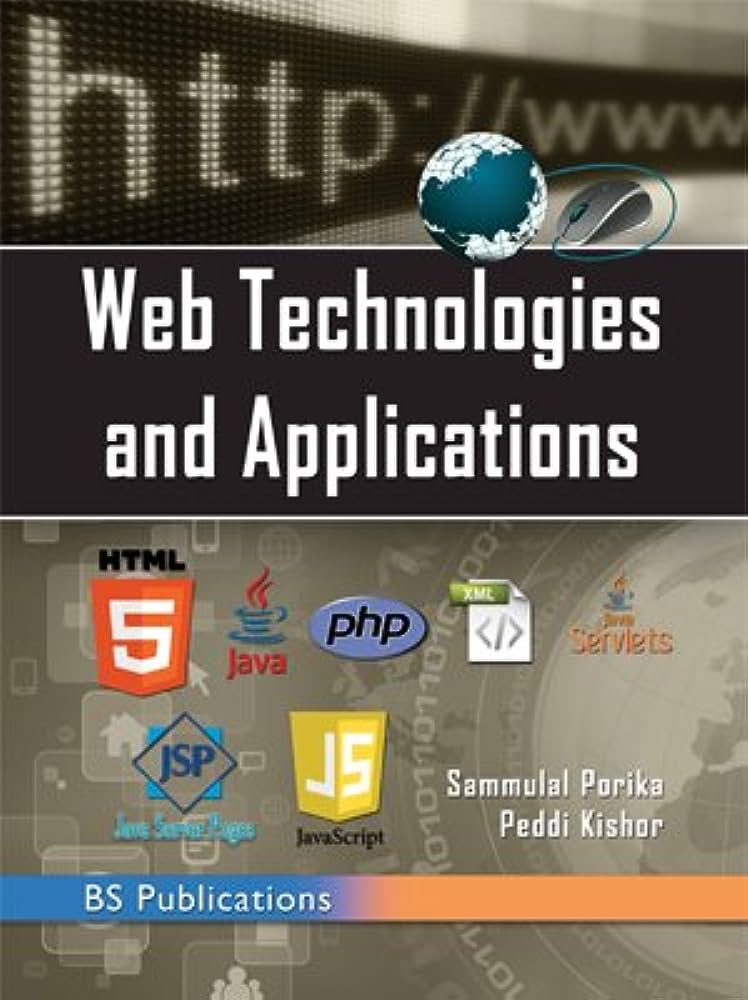 http://www
Web Technologies
and Applications
HTML
5
Java
php
XML
</>
Java
Servlets
JSP
Java Server Pages
JS
JavaScript
Sammulal Porika
Peddi Kishor
BS Publications